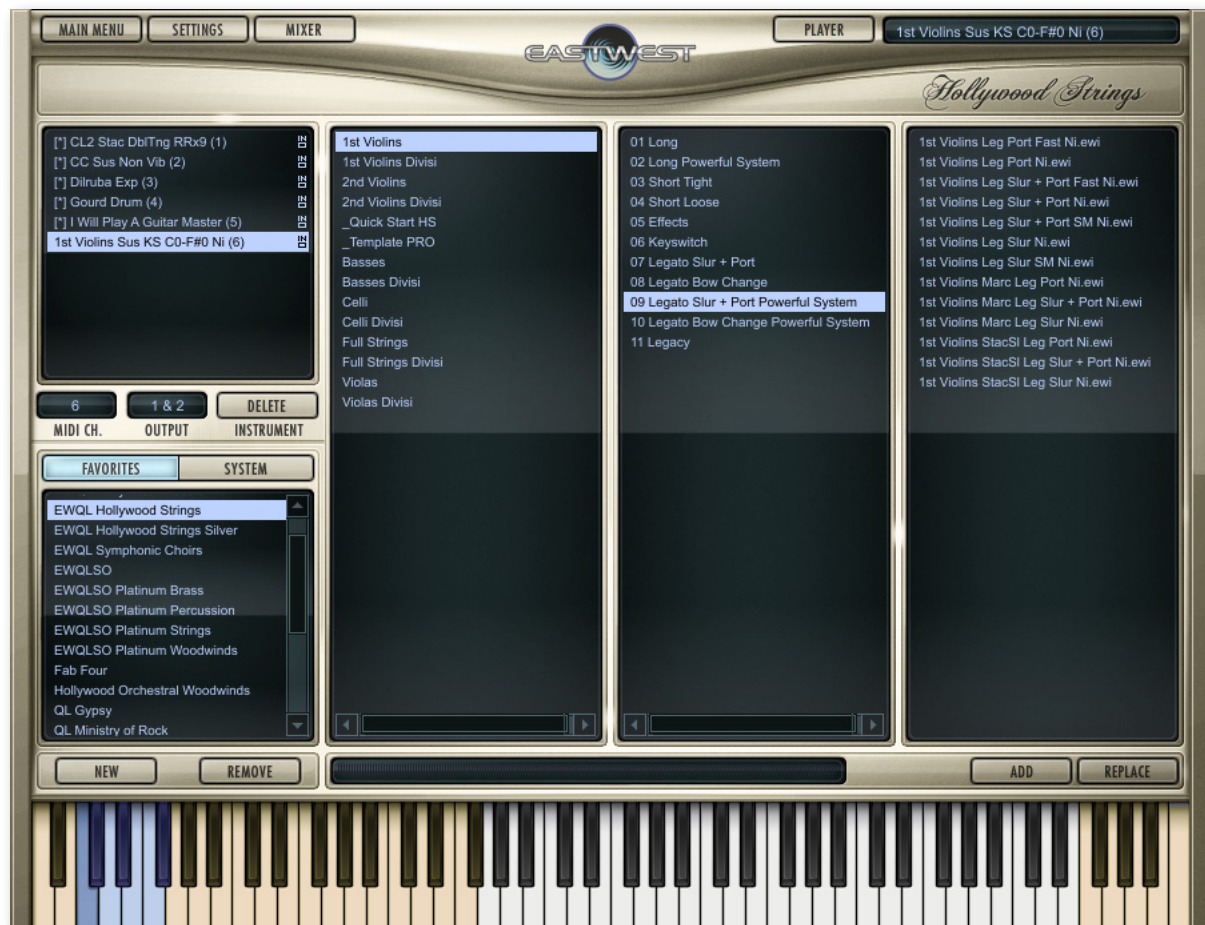 MAIN MENU
SETTINGS
MIXER
EASTWEST
PLAYER
1st Violins Sus KS C0-F#0 Ni (6)
Hollywood Strings
[*] CL2 Stac DblTng RRx9 (1)
[*] CC Sus Non Vib (2)
[*] Dilruba Exp (3)
[*] Gourd Drum (4)
[*] I Will Play A Guitar Master (5)
1st Violins Sus KS C0-F#0 Ni (6)
6
1 & 2
DELETE
MIDI CH.
OUTPUT
INSTRUMENT
FAVORITES
SYSTEM
EWQL Hollywood Strings
EWQL Hollywood Strings Silver
EWQL Symphonic Choirs
EWQLSO
EWQLSO Platinum Brass
EWQLSO Platinum Percussion
EWQLSO Platinum Strings
EWQLSO Platinum Woodwinds
Fab Four
Hollywood Orchestral Woodwinds
QL Gypsy
QL Ministry of Rock
NEW
REMOVE
1st Violins
1st Violins Divisi
2nd Violins
2nd Violins Divisi
_Quick Start HS
_Template PRO
Basses
Basses Divisi
Celli
Celli Divisi
Full Strings
Full Strings Divisi
Violas
Violas Divisi
01 Long
02 Long Powerful System
03 Short Tight
04 Short Loose
05 Effects
06 Keyswitch
07 Legato Slur + Port
08 Legato Bow Change
09 Legato Slur + Port Powerful System
10 Legato Bow Change Powerful System
11 Legacy
1st Violins Leg Port Fast Ni.ewi
1st Violins Leg Port Ni.ewi
1st Violins Leg Slur + Port Fast Ni.ewi
1st Violins Leg Slur + Port Ni.ewi
1st Violins Leg Slur + Port SM Ni.ewi
1st Violins Leg Slur Ni.ewi
1st Violins Leg Slur SM Ni.ewi
1st Violins Marc Leg Port Ni.ewi
1st Violins Marc Leg Slur + Port Ni.ewi
1st Violins Marc Leg Slur Ni.ewi
1st Violins StacSl Leg Port Ni.ewi
1st Violins StacSl Leg Slur + Port Ni.ewi
1st Violins StacSl Leg Slur Ni.ewi
ADD
REPLACE